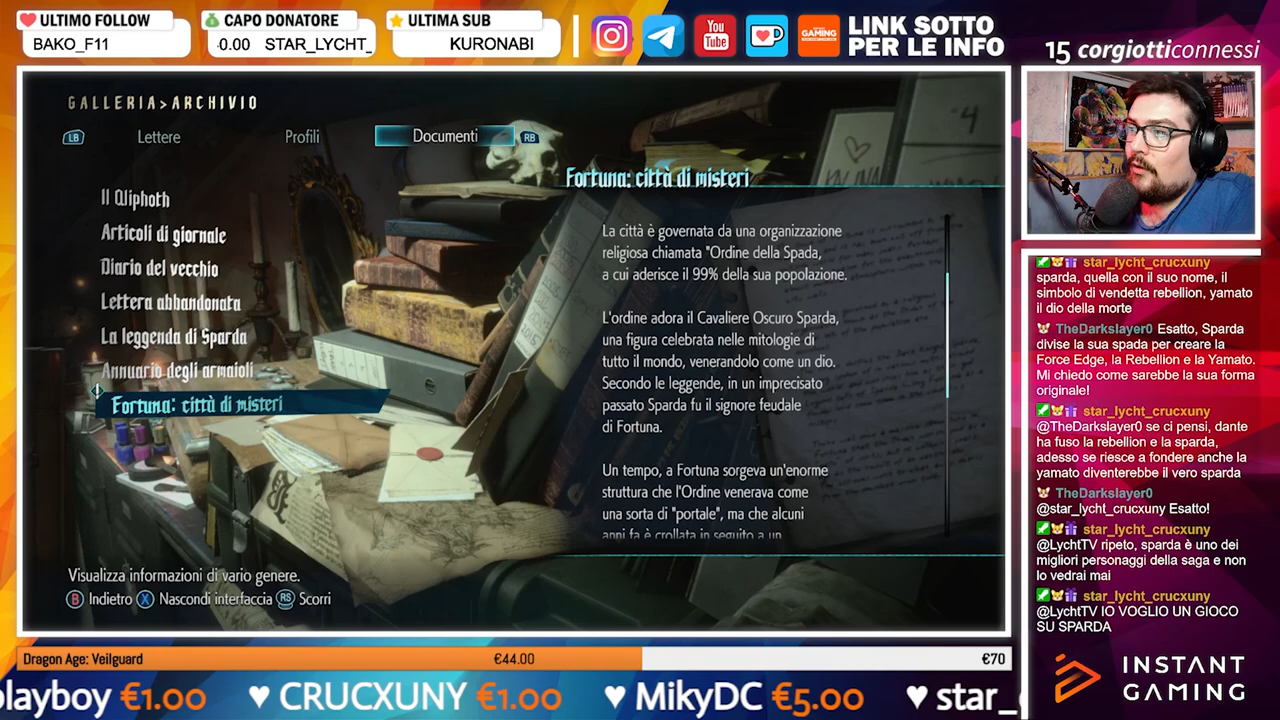 ULTIMO FOLLOW
BAKO_F11
CAPO DONATORE
0.00 STAR_LYCHT_
ULTIMA SUB
KURONABI
You
Tube
GAMING
LINK SOTTO
PER LE INFO
15 corgiotticonnessi
GALLERIA>ARCHIVIO
LB
Lettere
Profili
Documenti
RB
Il Qliphoth
Articoli di giornale
Diario del vecchio
Lettera abbandonata
La leggenda di Sparda
Annuario degli armaioli
Fortuna: città di misteri
Fortuna: città di misteri
La città è governata da una organizzazione
religiosa chiamata "Ordine della Spada,
a cui aderisce il 99% della sua popolazione.
L'ordine adora il Cavaliere Oscuro Sparda,
una figura celebrata nelle mitologie di
tutto il mondo, venerandolo come un dio.
Secondo le leggende, in un imprecisato
passato Sparda fu il signore feudale
di Fortuna.
Un tempo, a Fortuna sorgeva un'enorme
struttura che l'Ordine venerava come
una sorta di "portale", ma che alcuni
anni fa è crollata in seguito a un
Visualizza informazioni di vario genere.
B Indietro X Nascondi interfaccia RS Scorri
star_lycht_crucxuny
sparda, quella con il suo nome, il
simbolo di vendetta rebellion, yamato
il dio della morte
TheDarkslayer0 Esatto, Sparda
divise la sua spada per creare la
Force Edge, la Rebellion e la Yamato.
Mi chiedo come sarebbe la sua forma
originale!
star_lycht_crucxuny
@TheDarkslayer0 se ci pensi, dante
ha fuso la rebellion e la sparda,
adesso se riesce a fondere anche la
yamato diventerebbe il vero sparda
TheDarkslayer0
@star_lycht_crucxuny Esatto!
star_lycht_crucxuny
@LychtTV ripeto, sparda è uno dei
migliori personaggi della saga e non
lo vedrai mai
star_lycht_crucxuny
@LychtTV IO VOGLIO UN GIOCO
SU SPARDA
INSTANT
GAMING
Dragon Age: Veilguard €44.00 €70
playboy €1.00 ♥ CRUCXUNY €1.00 ♥ MikyDC €5.00 ♥ star_